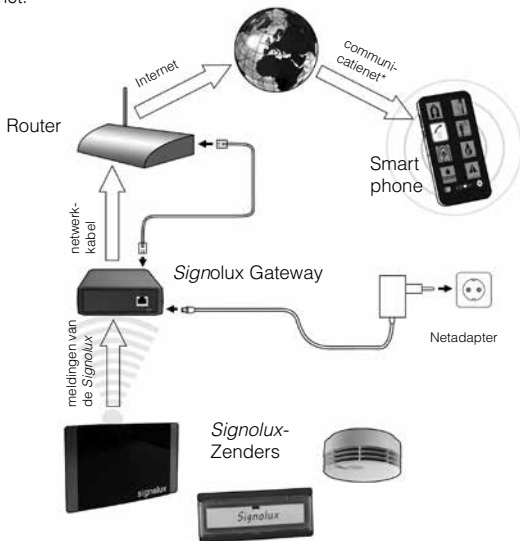 net.
Internet
communi-
catienet*
Router
Smart
phone
netwerk-
kabel
Signolux Gateway
Netadapter
meldingen van
de Signolux
Signolux-
Zenders
signolux
Signolux